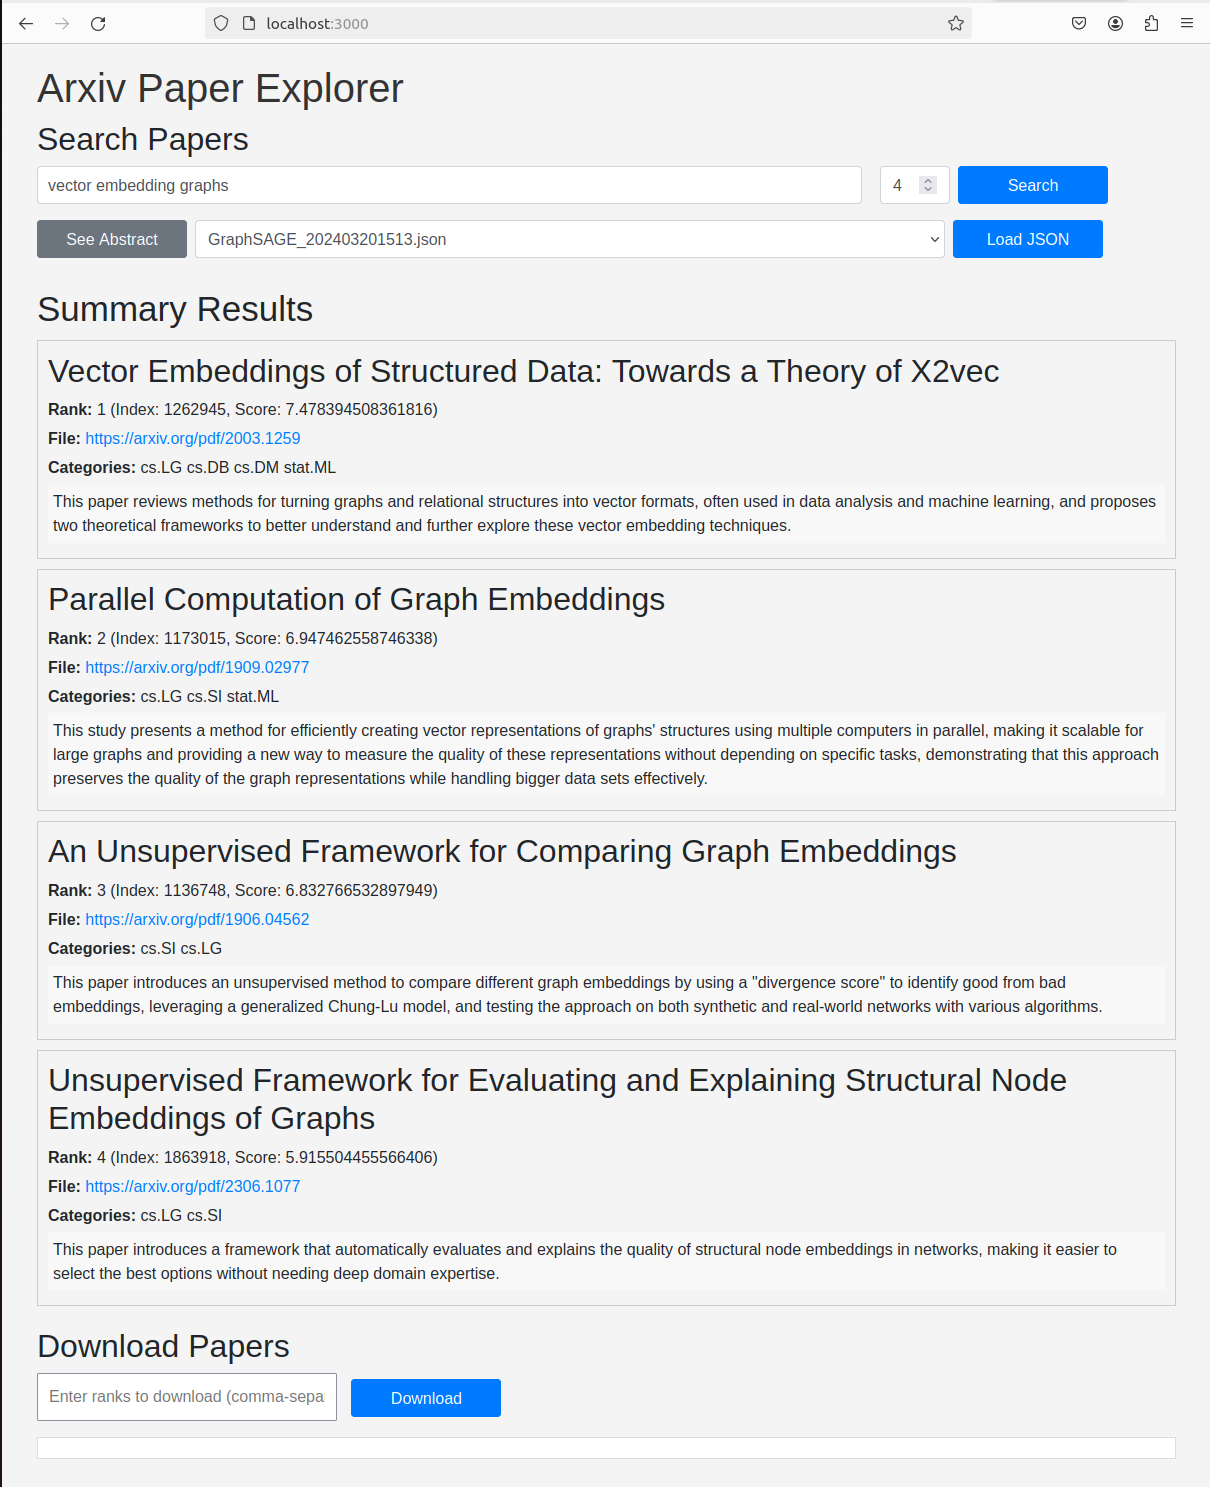 localhost:3000
Arxiv Paper Explorer
Search Papers
vector embedding graphs
4
Search
See Abstract
GraphSAGE_202403201513.json
Load JSON
Summary Results
Vector Embeddings of Structured Data: Towards a Theory of X2vec
Rank: 1 (Index: 1262945, Score: 7.478394508361816)
File: https://arxiv.org/pdf/2003.1259
Categories: cs.LG cs.DB cs.DM stat.ML
This paper reviews methods for turning graphs and relational structures into vector formats, often used in data analysis and machine learning, and proposes
two theoretical frameworks to better understand and further explore these vector embedding techniques.
Parallel Computation of Graph Embeddings
Rank: 2 (Index: 1173015, Score: 6.947462558746338)
File: https://arxiv.org/pdf/1909.02977
Categories: cs.LG cs.SI stat.ML
This study presents a method for efficiently creating vector representations of graphs' structures using multiple computers in parallel, making it scalable for
large graphs and providing a new way to measure the quality of these representations without depending on specific tasks, demonstrating that this approach
preserves the quality of the graph representations while handling bigger data sets effectively.
An Unsupervised Framework for Comparing Graph Embeddings
Rank: 3 (Index: 1136748, Score: 6.832766532897949)
File: https://arxiv.org/pdf/1906.04562
Categories: cs.SI cs.LG
This paper introduces an unsupervised method to compare different graph embeddings by using a "divergence score" to identify good from bad
embeddings, leveraging a generalized Chung-Lu model, and testing the approach on both synthetic and real-world networks with various algorithms.
Unsupervised Framework for Evaluating and Explaining Structural Node
Embeddings of Graphs
Rank: 4 (Index: 1863918, Score: 5.915504455566406)
File: https://arxiv.org/pdf/2306.1077
Categories: cs.LG cs.SI
This paper introduces a framework that automatically evaluates and explains the quality of structural node embeddings in networks, making it easier to
select the best options without needing deep domain expertise.
Download Papers
Enter ranks to download (comma-sepa
Download